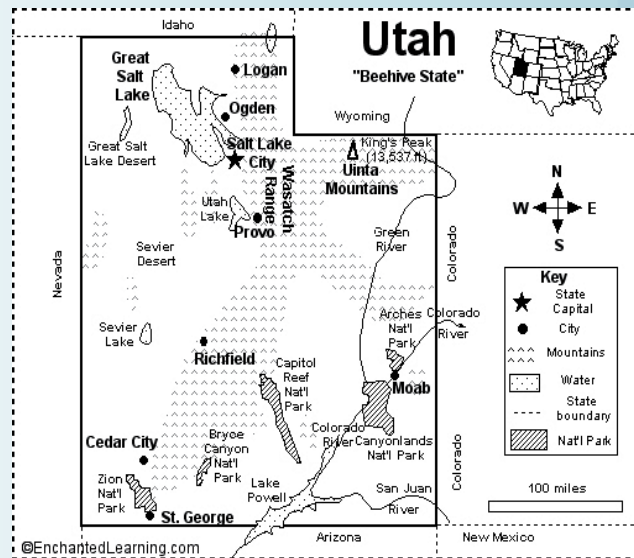 Idaho
Utah
"Beehive State"
Great
Salt
Lake
Logan
Ogden
Wyoming
Great Salt
Lake Desert
Salt Lake
City
King's Peak
(13,537 ft)
Uinta
Mountains
Wasatch
Range
Utah
Lake
Provo
N
W
E
S
Nevada
Sevier
Desert
Green
River
Colorado
Key
State
Capital
City
Mountains
Water
State
boundary
Nat'l Park
Sevier
Lake
Richfield
Arches
Nat'l
Park
Colorado
River
Moab
Capitol
Reef
Nat'l
Park
Colorado
River
Canyonlands
Nat'l Park
Colorado
Cedar City
Bryce
Canyon
Nat'l
Park
Zion
Nat'l
Park
St. George
Lake
Powell
San Juan
River
100 miles
©EnchantedLearning.com
Arizona
New Mexico